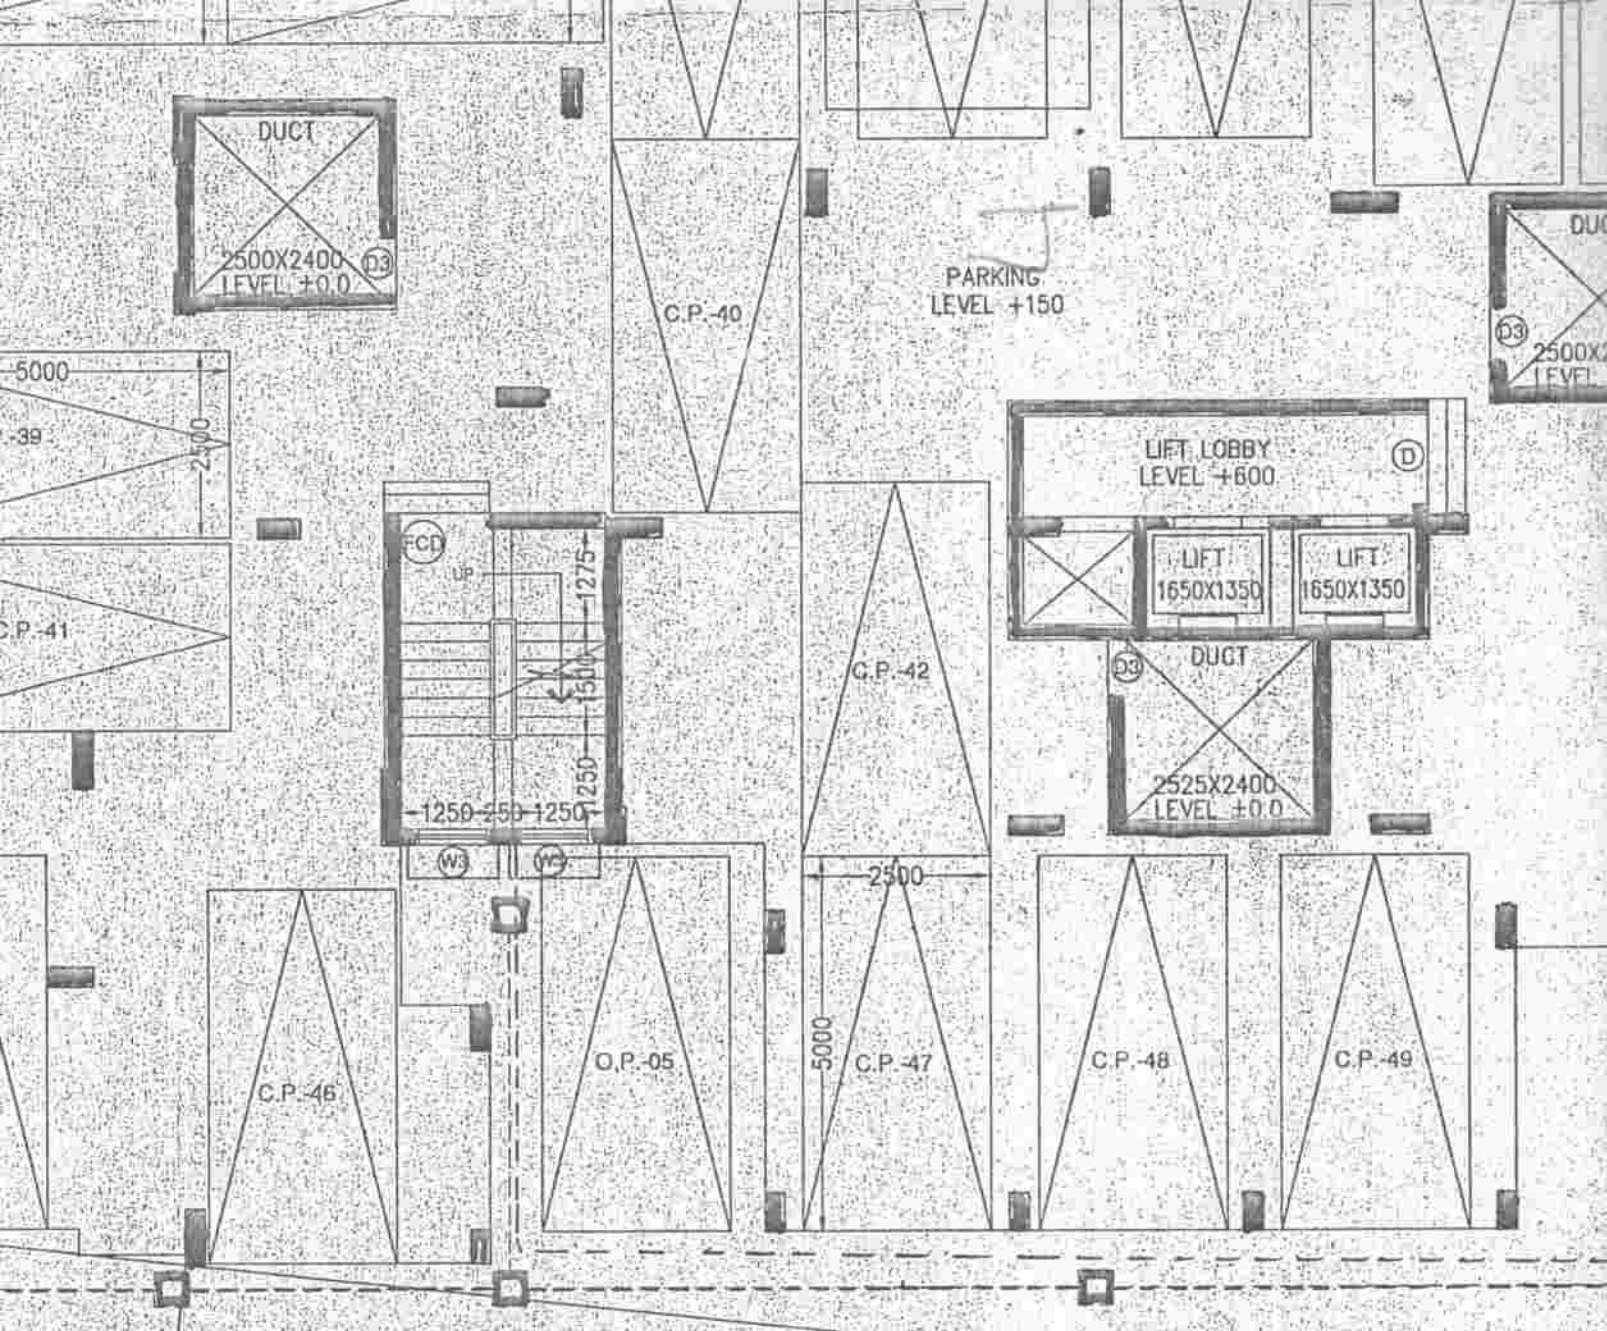 DUCT
2500X2400
LEVEL ±0.0
D3
C.P.-40
PARKING
LEVEL +150
D3
LEVEL
5000
2500
-39
C.P.-41
FCD
UP
1275
1500
1250
1250 250 1250
W3
LIFT LOBBY
LEVEL +600
D
LIFT
1650X1350
LIFT
1650X1350
D3
DUCT
2525X2400
LEVEL ±0.0
C.P.-42
2500
5000
C.P.-46
O.P.-05
C.P.-47
C.P.-48
C.P.-49